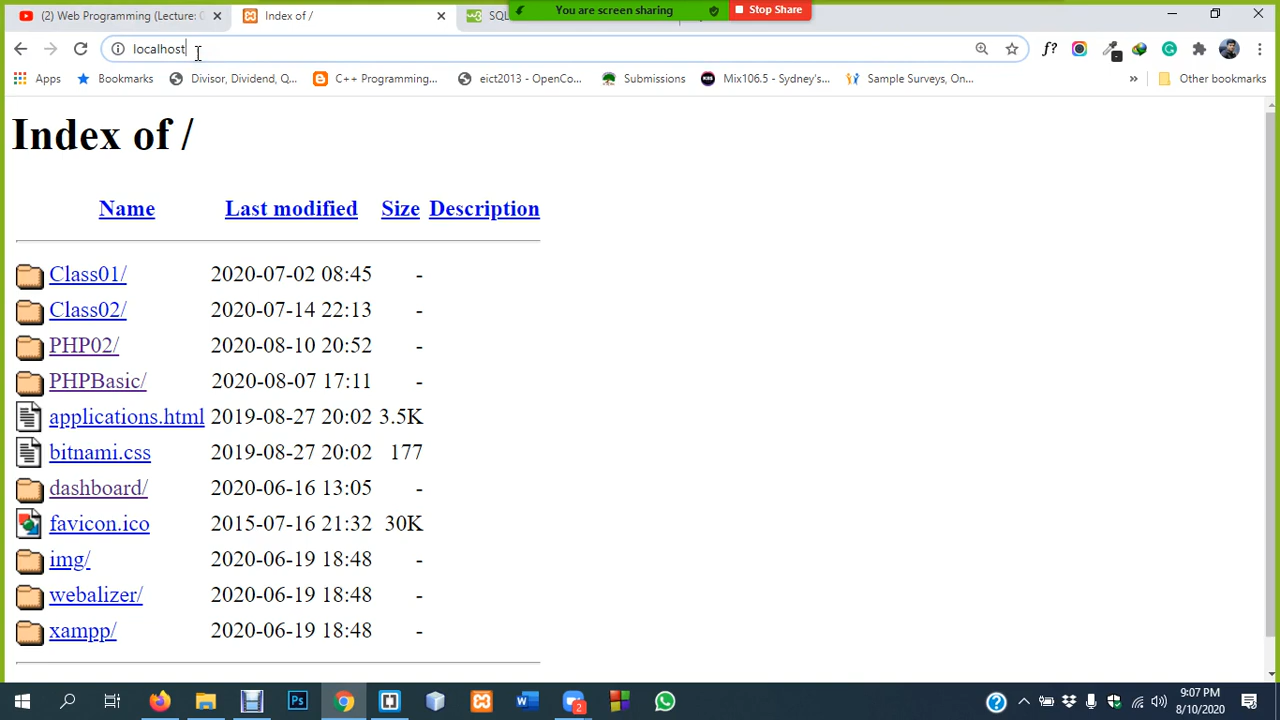 (2) Web Programming (Lecture: C
Index of /
SQL
You are screen sharing
Stop Share
localhost
f?
Apps
Bookmarks
Divisor, Dividend, Q...
C++ Programming...
eict2013 - OpenCo...
Submissions
Mix106.5 - Sydney's...
Sample Surveys, On...
»
Other bookmarks
Index of /
Name Last modified Size Description
Class01/ 2020-07-02 08:45 -
Class02/ 2020-07-14 22:13 -
PHP02/ 2020-08-10 20:52 -
PHPBasic/ 2020-08-07 17:11 -
applications.html 2019-08-27 20:02 3.5K
bitnami.css 2019-08-27 20:02 177
dashboard/ 2020-06-16 13:05 -
favicon.ico 2015-07-16 21:32 30K
img/ 2020-06-19 18:48 -
webalizer/ 2020-06-19 18:48 -
xampp/ 2020-06-19 18:48 -
Ps
2
9:07 PM
8/10/2020